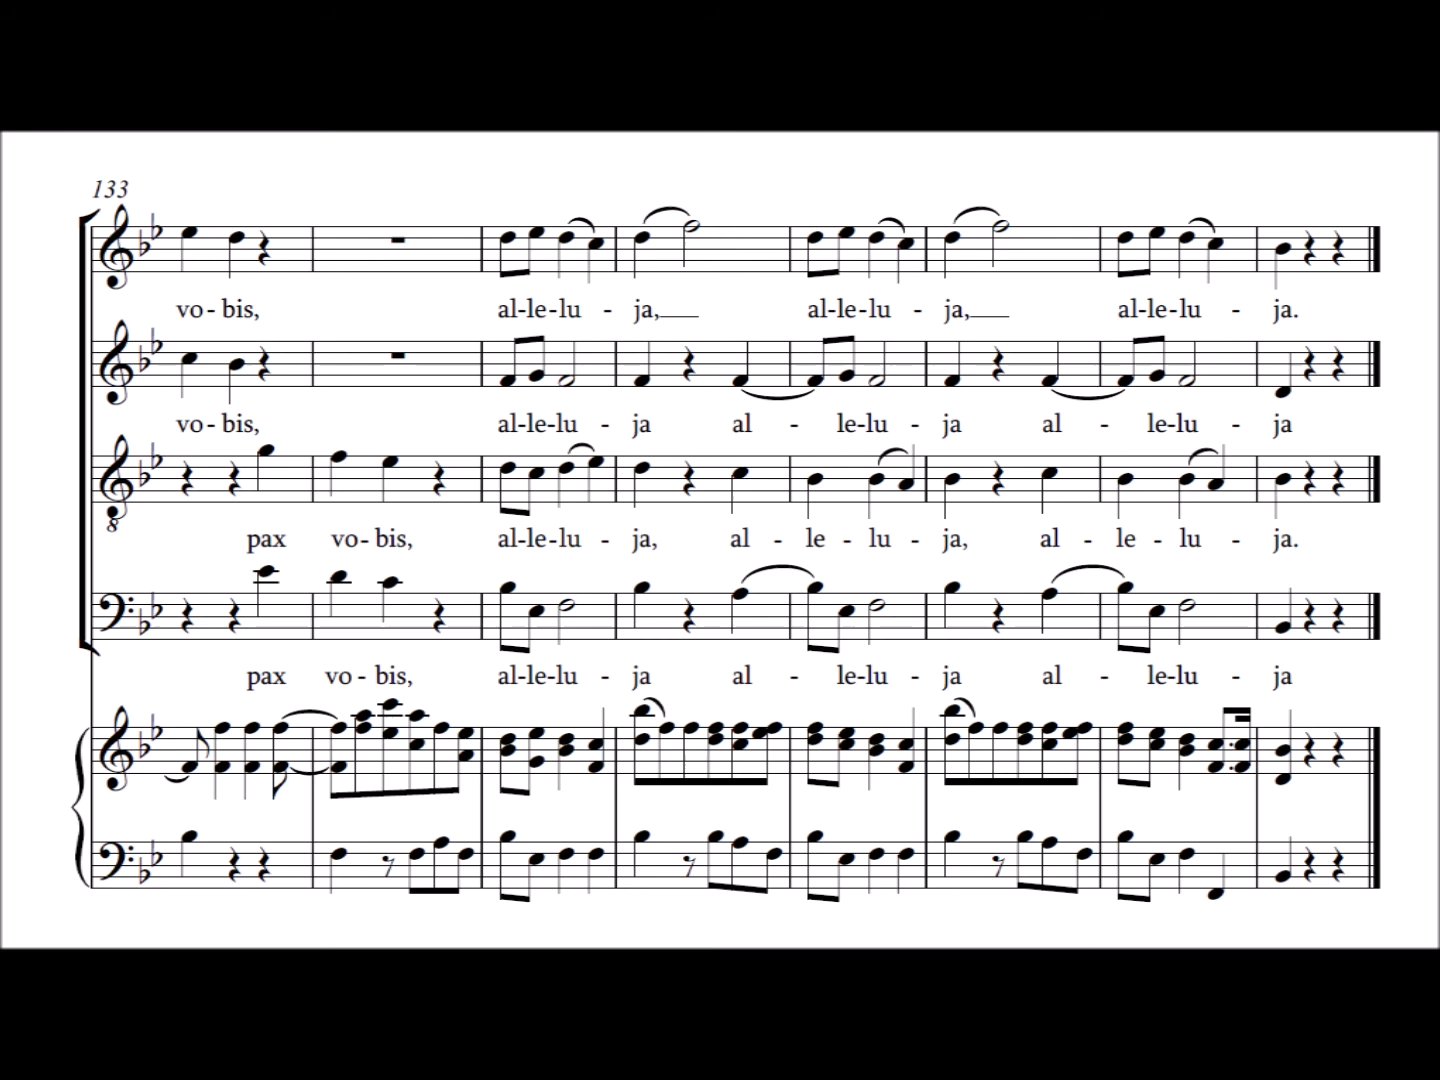 133
vo - bis, al-le-lu - ja, al-le-lu - ja, al-le-lu - ja.
vo - bis, al-le-lu - ja al - le-lu - ja al - le-lu - ja
8
pax vo - bis, al-le-lu - ja, al - le - lu - ja, al - le - lu - ja.
pax vo - bis, al-le-lu - ja al - le-lu - ja al - le-lu - ja